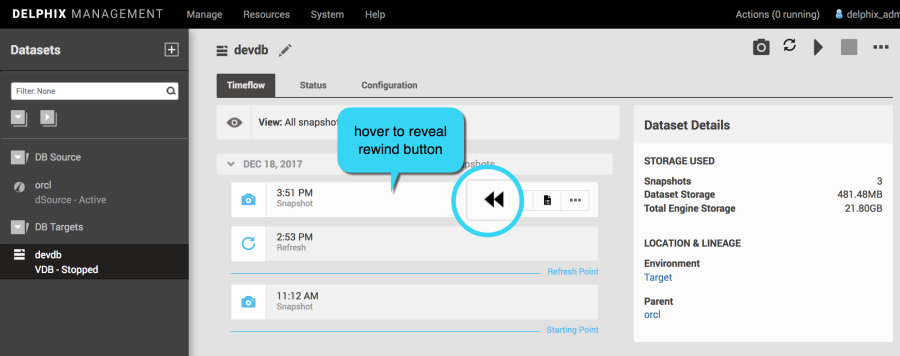 DELPHIX MANAGEMENT Manage Resources System Help Actions (0 running) delphix_adm
Datasets
Filter: None
DB Source
orcl
dSource - Active
DB Targets
devdb
VDB - Stopped
devdb
Timeflow Status Configuration
View: All snapshot
hover to reveal
rewind button
DEC 18, 2017
3:51 PM
Snapshot
2:53 PM
Refresh
Refresh Point
11:12 AM
Snapshot
Starting Point
Dataset Details
STORAGE USED
Snapshots 3
Dataset Storage 481.48MB
Total Engine Storage 21.80GB
LOCATION & LINEAGE
Environment
Target
Parent
orcl